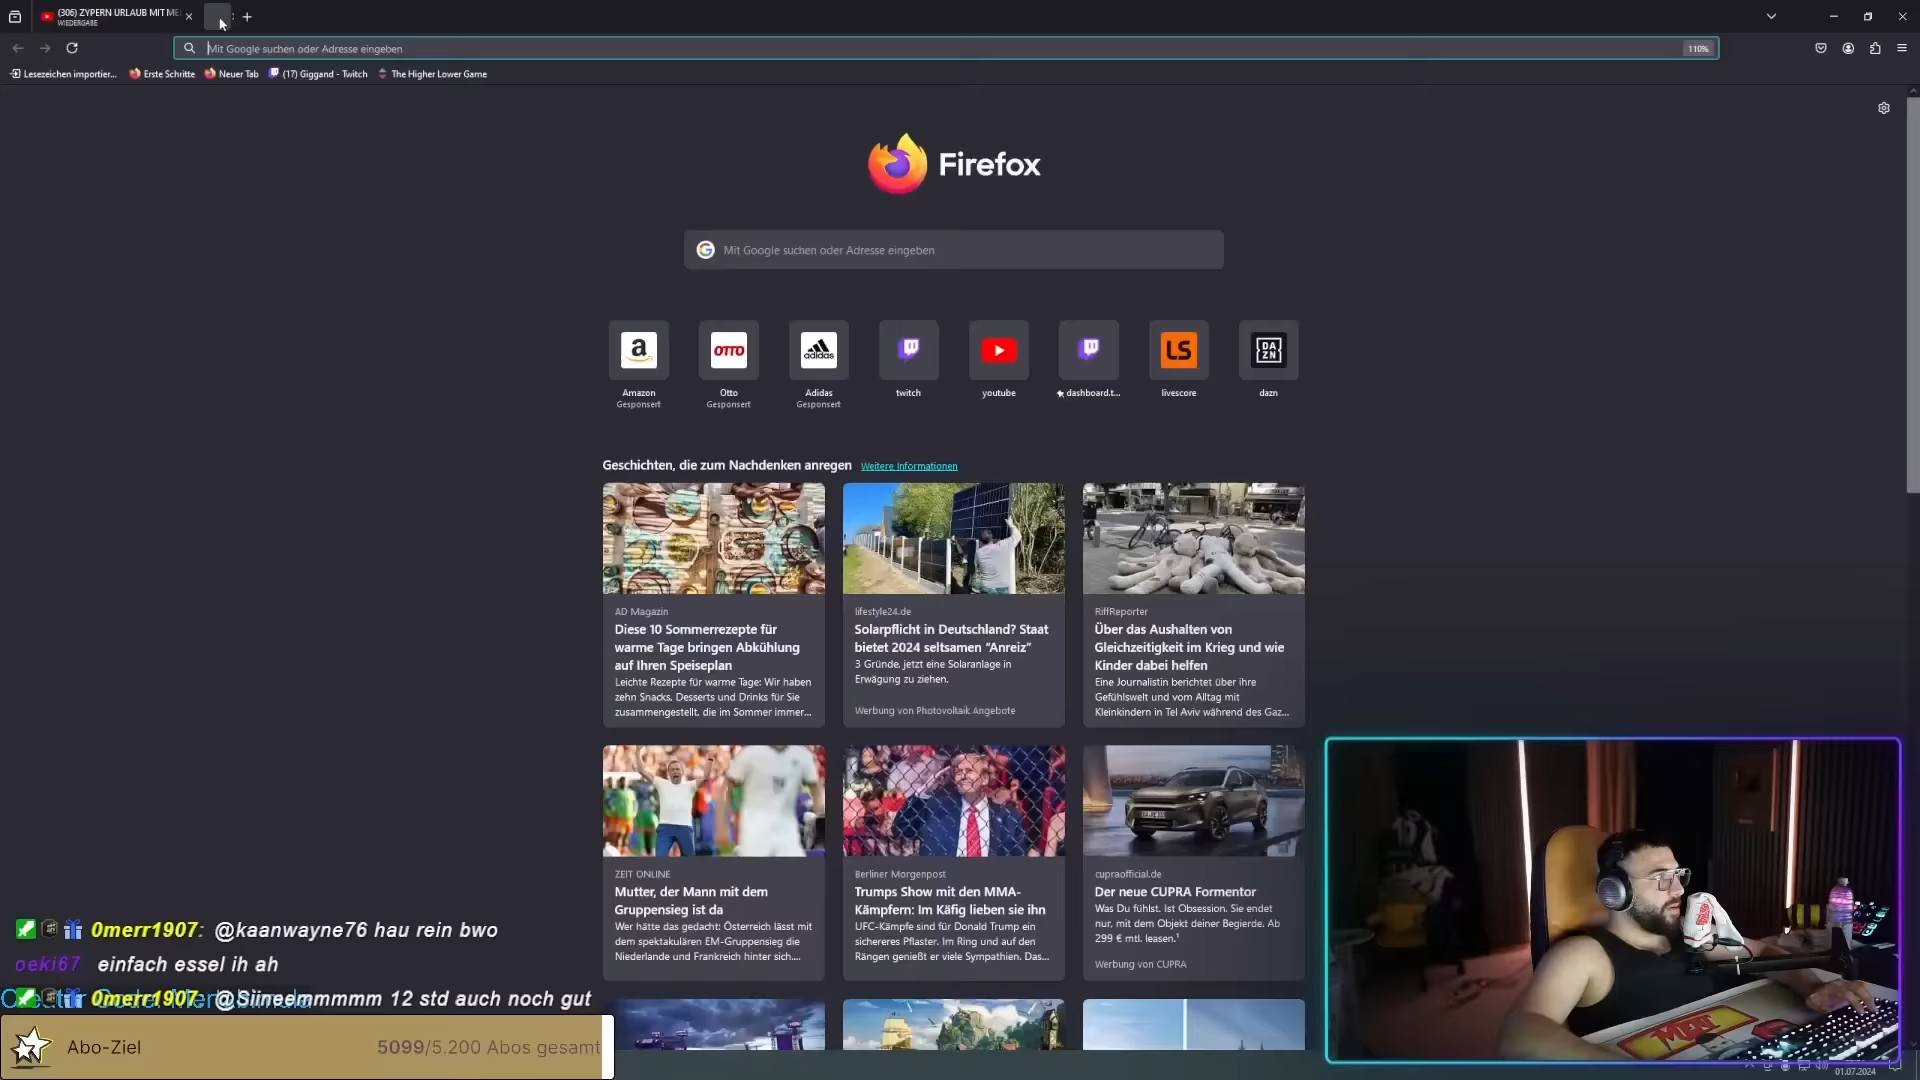 (306) ZYPERN URLAUB MIT ME
WIEDERGABE
Mit Google suchen oder Adresse eingeben
110%
Lesezeichen importier...
Erste Schritte
Neuer Tab
(17) Giggand - Twitch
The Higher Lower Game
Firefox
Mit Google suchen oder Adresse eingeben
a
OTTO
adidas
LS
DAZN
Amazon
Gesponsert
Otto
Gesponsert
Adidas
Gesponsert
twitch
youtube
dashboard.t...
livescore
dazn
Geschichten, die zum Nachdenken anregen Weitere Informationen
AD Magazin
Diese 10 Sommerrezepte für
warme Tage bringen Abkühlung
auf Ihren Speiseplan
Leichte Rezepte für warme Tage: Wir haben
zehn Snacks, Desserts und Drinks für Sie
zusammengestellt, die im Sommer immer...
lifestyle24.de
Solarpflicht in Deutschland? Staat
bietet 2024 seltsamen "Anreiz"
3 Gründe, jetzt eine Solaranlage in
Erwägung zu ziehen.
Werbung von Photovoltaik Angebote
RiffReporter
Über das Aushalten von
Gleichzeitigkeit im Krieg und wie
Kinder dabei helfen
Eine Journalistin berichtet über ihre
Gefühlswelt und vom Alltag mit
Kleinkindern in Tel Aviv während des Gaz...
ZEIT ONLINE
Mutter, der Mann mit dem
Gruppensieg ist da
Wer hätte das gedacht: Österreich lässt mit
dem spektakulären EM-Gruppensieg die
Niederlande und Frankreich hinter sich....
Berliner Morgenpost
Trumps Show mit den MMA-
Kämpfern: Im Käfig lieben sie ihn
UFC-Kämpfe sind für Donald Trump ein
sichereres Pflaster. Im Ring und auf den
Rängen genießt er viele Sympathien. Das...
cupraofficial.de
Der neue CUPRA Formentor
Was Du fühlst. Ist Obsession. Sie endet
nur, mit dem Objekt deiner Begierde. Ab
299 € mtl. leasen.¹
Werbung von CUPRA
0merr1907: @kaanwayne76 hau rein bwo
oeki67 einfach essel ih ah
0merr1907: @Siineemmmmm 12 std auch noch gut
Abo-Ziel
5099/5.200 Abos gesamt
01.07.2024